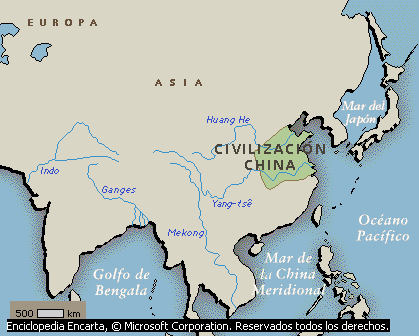 EUROPA
ASIA
Huang He
Mar del
Japón
CIVILIZACIÓN
CHINA
Indo
Ganges
Yang-tsê
Mekong
Océano
Pacífico
Golfo de
Bengala
Mar de
la China
Meridional
500 km
Enciclopedia Encarta, © Microsoft Corporation. Reservados todos los derechos.